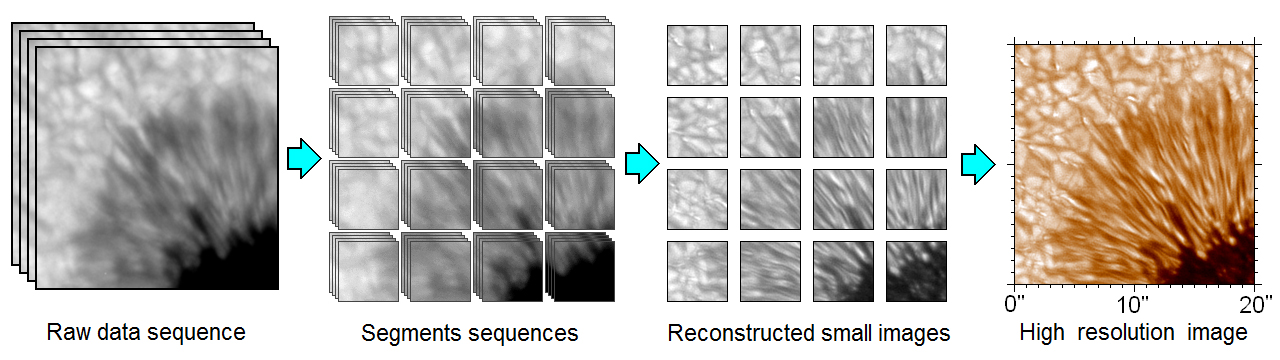 0" 10" 20"
Raw data sequence
Segments sequences
Reconstructed small images
High resolution image